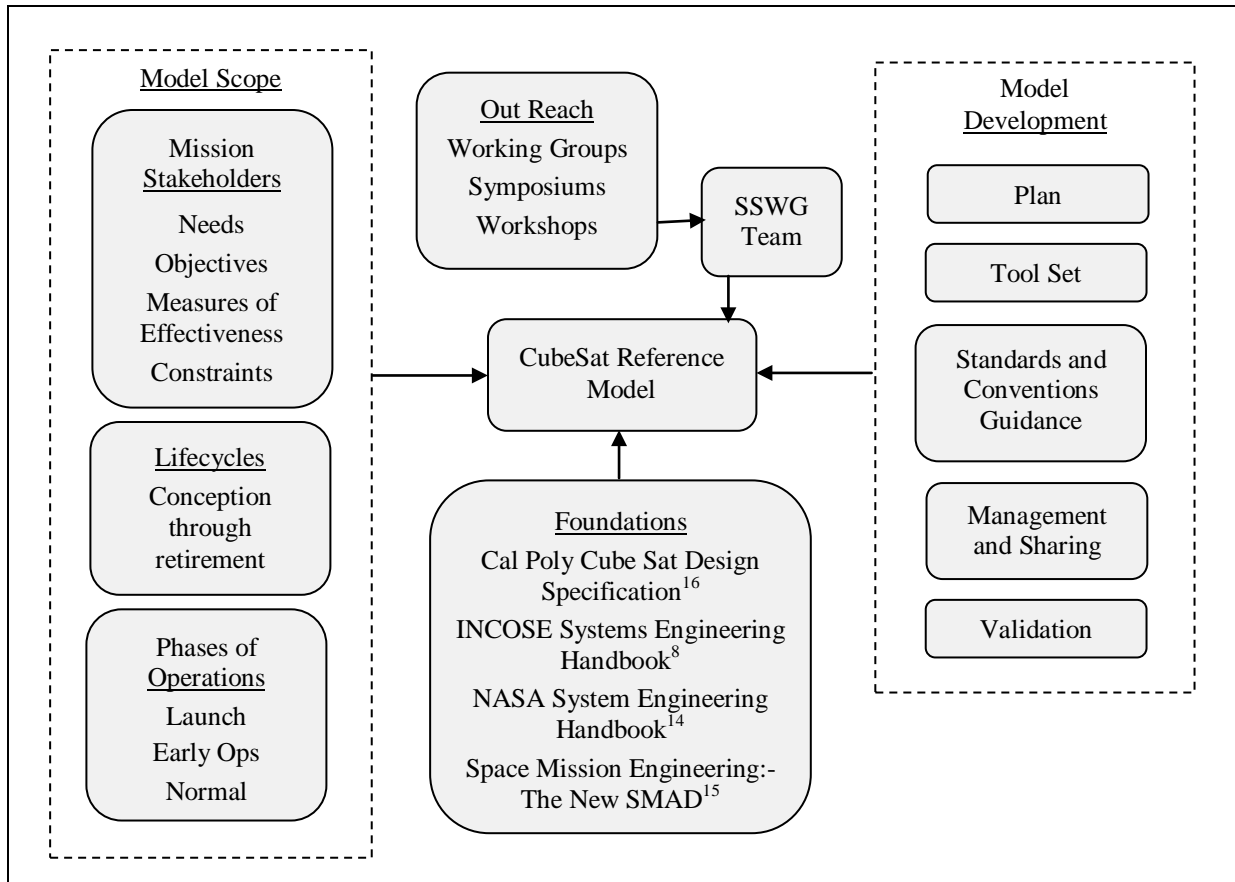 Model Scope
Mission
Stakeholders
Needs
Objectives
Measures of
Effectiveness
Constraints
Lifecycles
Conception
through
retirement
Phases of
Operations
Launch
Early Ops
Normal
Out Reach
Working Groups
Symposiums
Workshops
SSWG
Team
CubeSat Reference
Model
Foundations
Cal Poly Cube Sat Design
Specification16
INCOSE Systems Engineering
Handbook8
NASA System Engineering
Handbook14
Space Mission Engineering:-
The New SMAD15
Model
Development
Plan
Tool Set
Standards and
Conventions
Guidance
Management
and Sharing
Validation